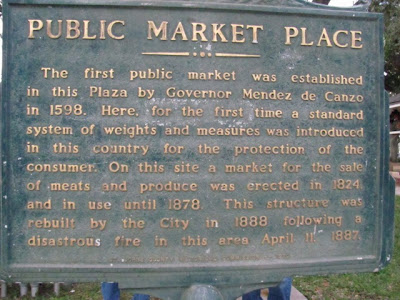 PUBLIC MARKET PLACE
The first public market was established
in this Plaza by Governor Mendez de Canzo
in 1598. Here, for the first time a standard
system of weights and measures was introduced
in this country for the protection of the
consumer. On this site a market for the sale
of meats and produce was erected in 1824
and in use until 1878. This structure was
rebuilt by the City in 1888 following a
disastrous fire in this area April 11, 1887.